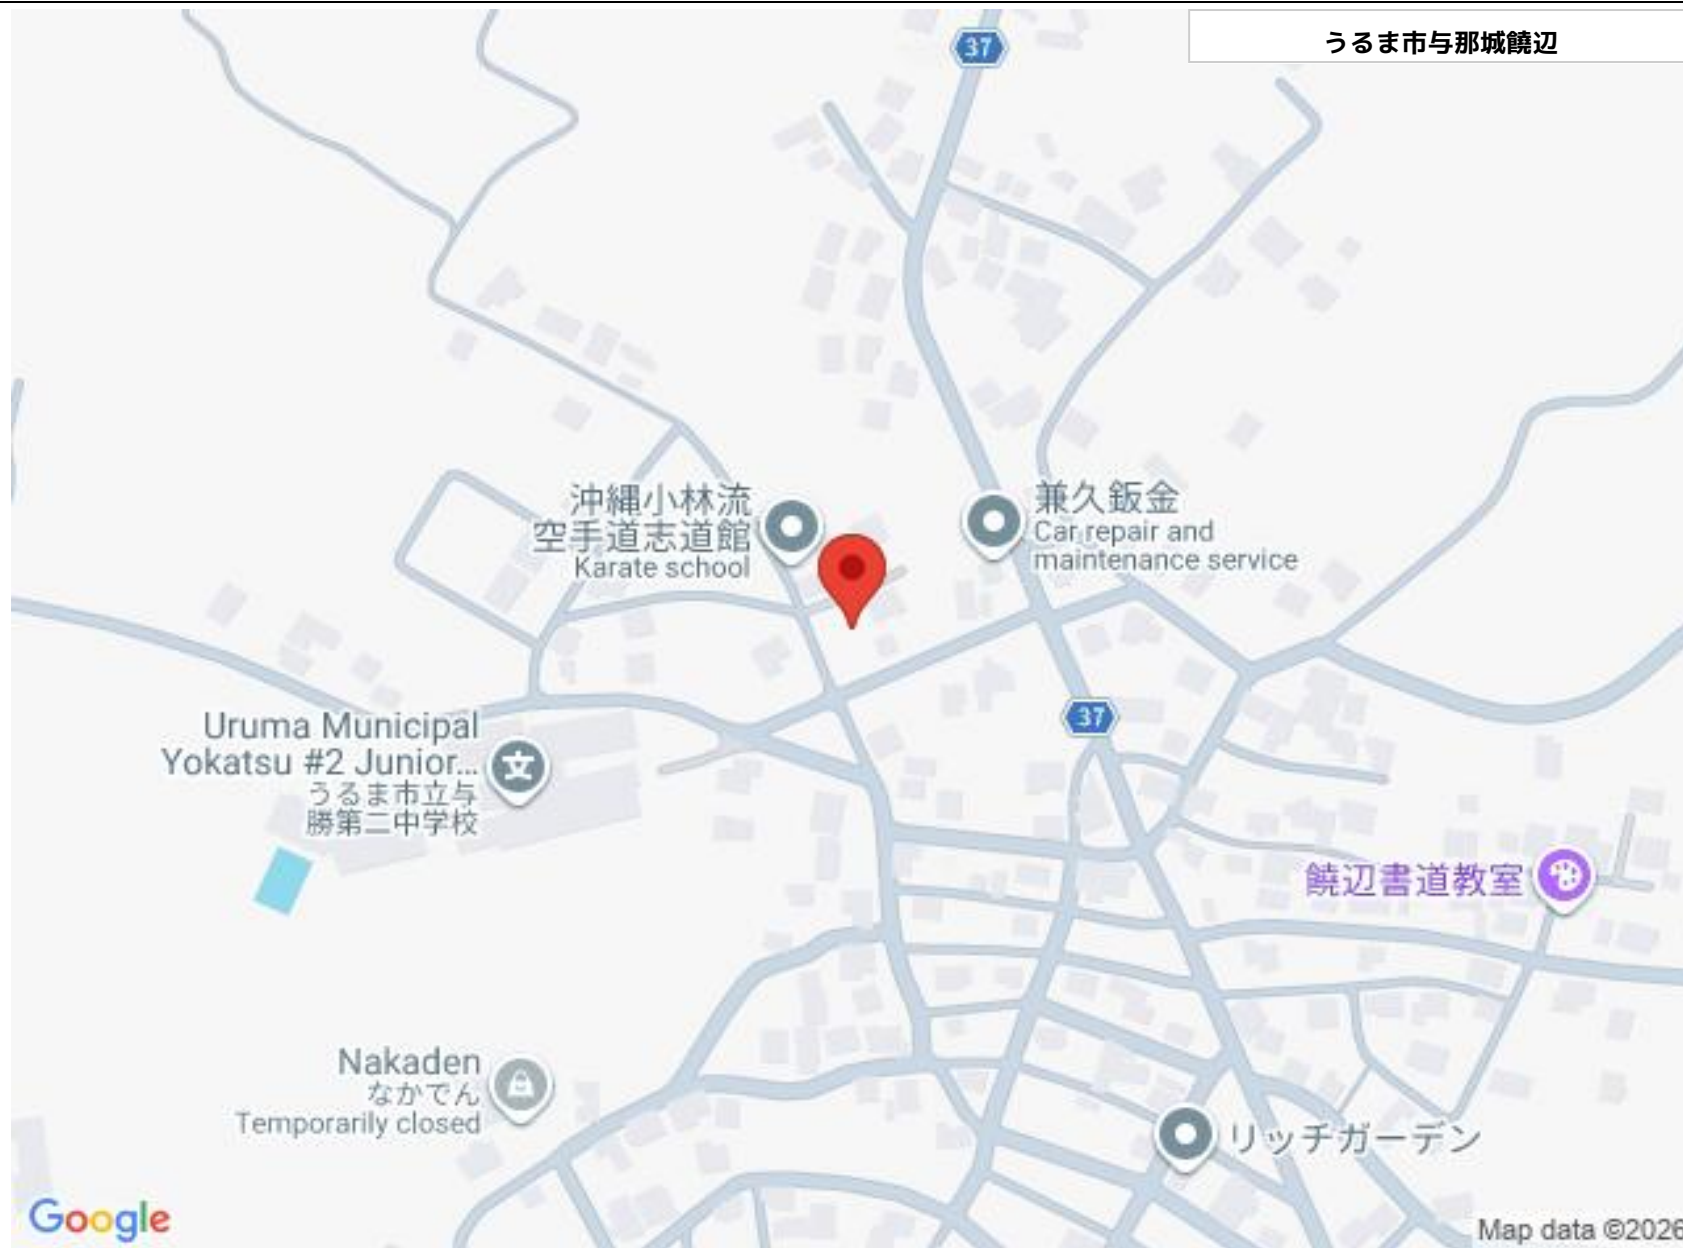 うるま市与那城饒辺
37
沖縄小林流
空手道志道館
Karate school
兼久鈑金
Car repair and
maintenance service
37
Uruma Municipal
Yokatsu #2 Junior...
うるま市立与
勝第二中学校
文
饒辺書道教室
Nakaden
なかでん
Temporarily closed
リッチガーデン
Google
Map data ©2026